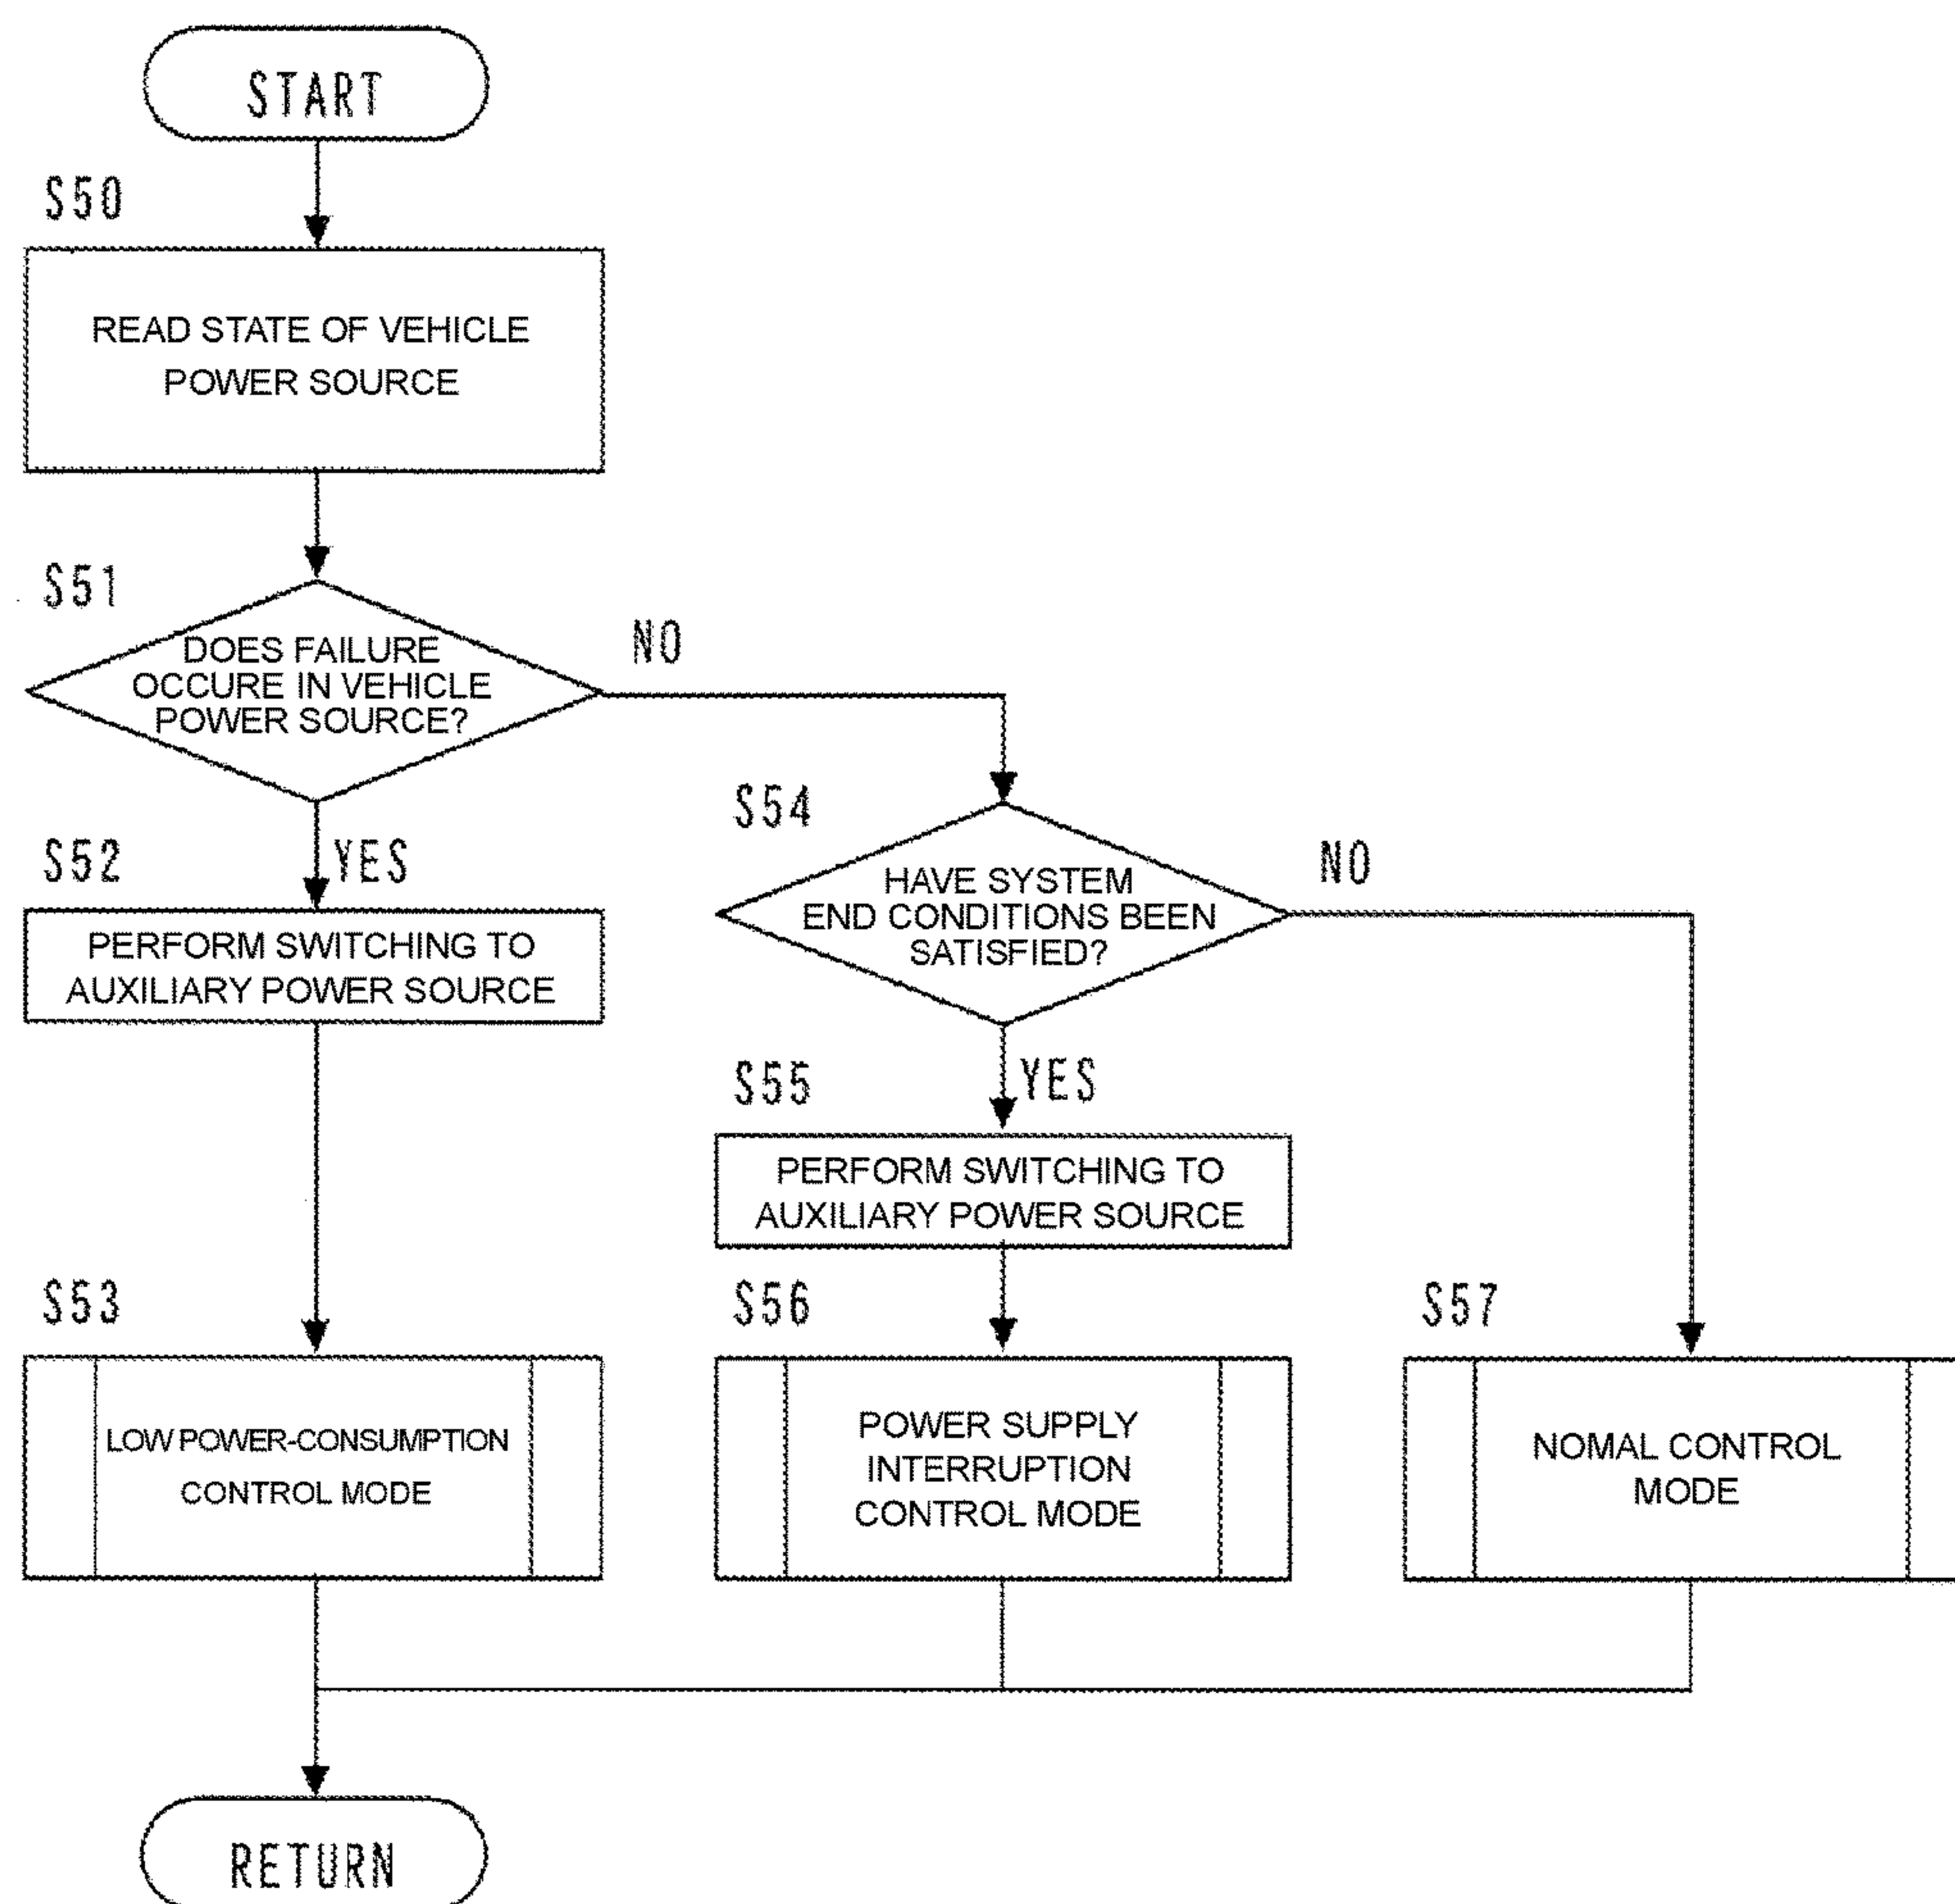 START
S50
READ STATE OF VEHICLE
POWER SOURCE
S51
DOES FAILURE
OCCURE IN VEHICLE
POWER SOURCE?
NO
YES
S52
PERFORM SWITCHING TO
AUXILIARY POWER SOURCE
S53
LOW POWER-CONSUMPTION
CONTROL MODE
S54
HAVE SYSTEM
END CONDITIONS BEEN
SATISFIED?
NO
YES
S55
PERFORM SWITCHING TO
AUXILIARY POWER SOURCE
S56
POWER SUPPLY
INTERRUPTION
CONTROL MODE
S57
NOMAL CONTROL
MODE
RETURN